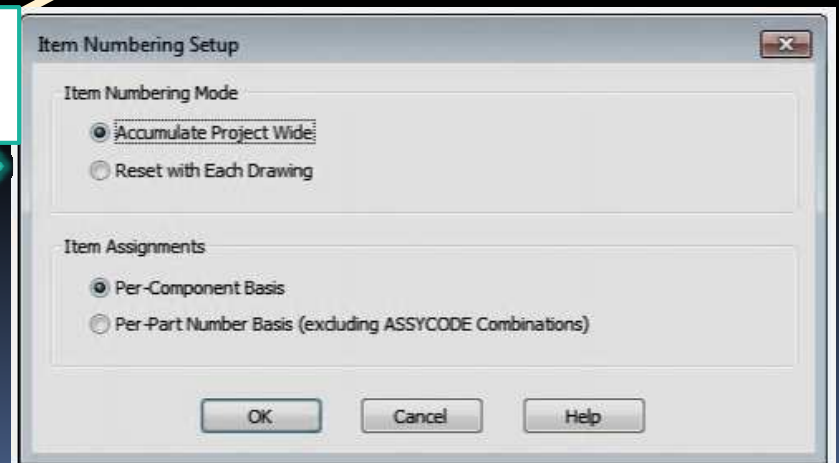 Item Numbering Setup
Item Numbering Mode
Accumulate Project Wide
Reset with Each Drawing
Item Assignments
Per-Component Basis
Per-Part Number Basis (excluding ASSYCODE Combinations)
OK Cancel Help